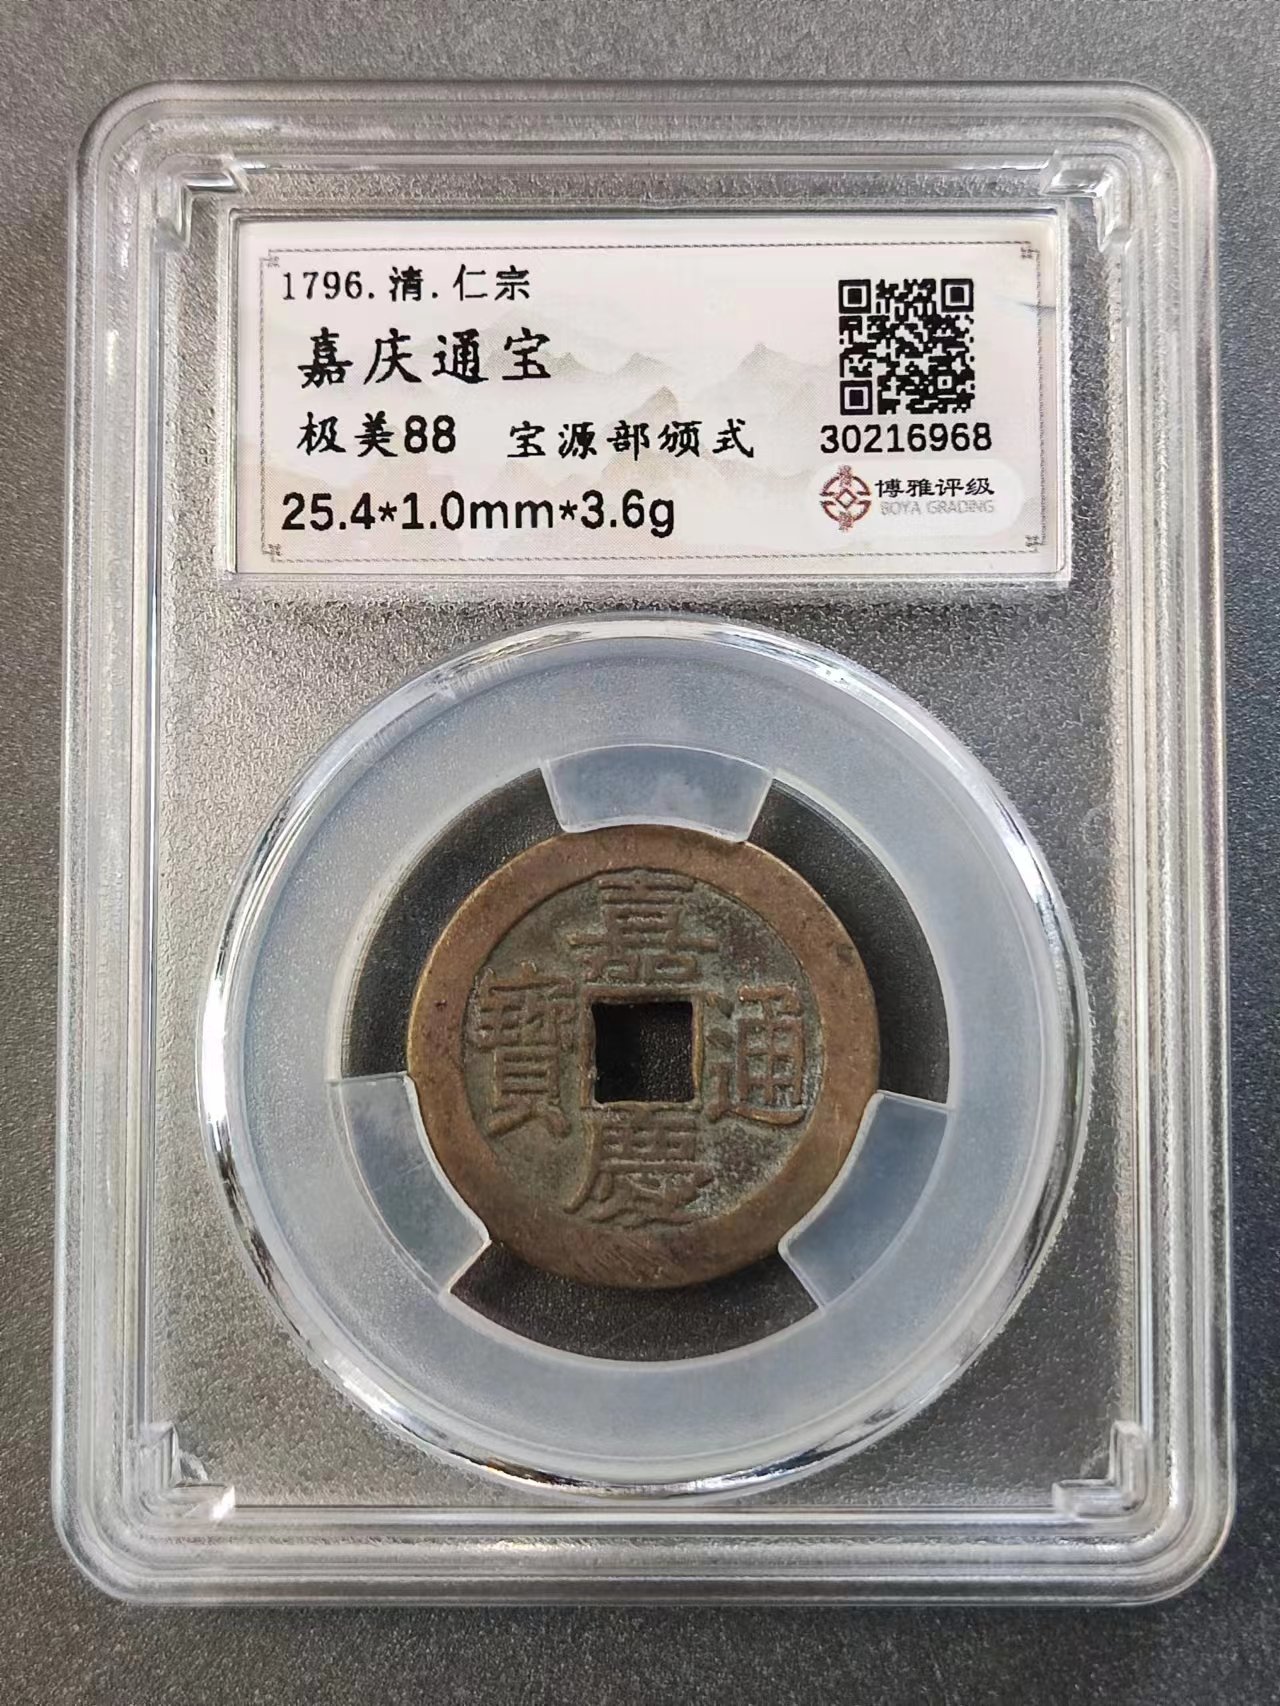 1796.清.仁宗
嘉庆通宝
极美88 宝源部颁式
25.4*1.0mm*3.6g
30216968
博雅评级
BOYA GRADING
嘉
寶 通
慶